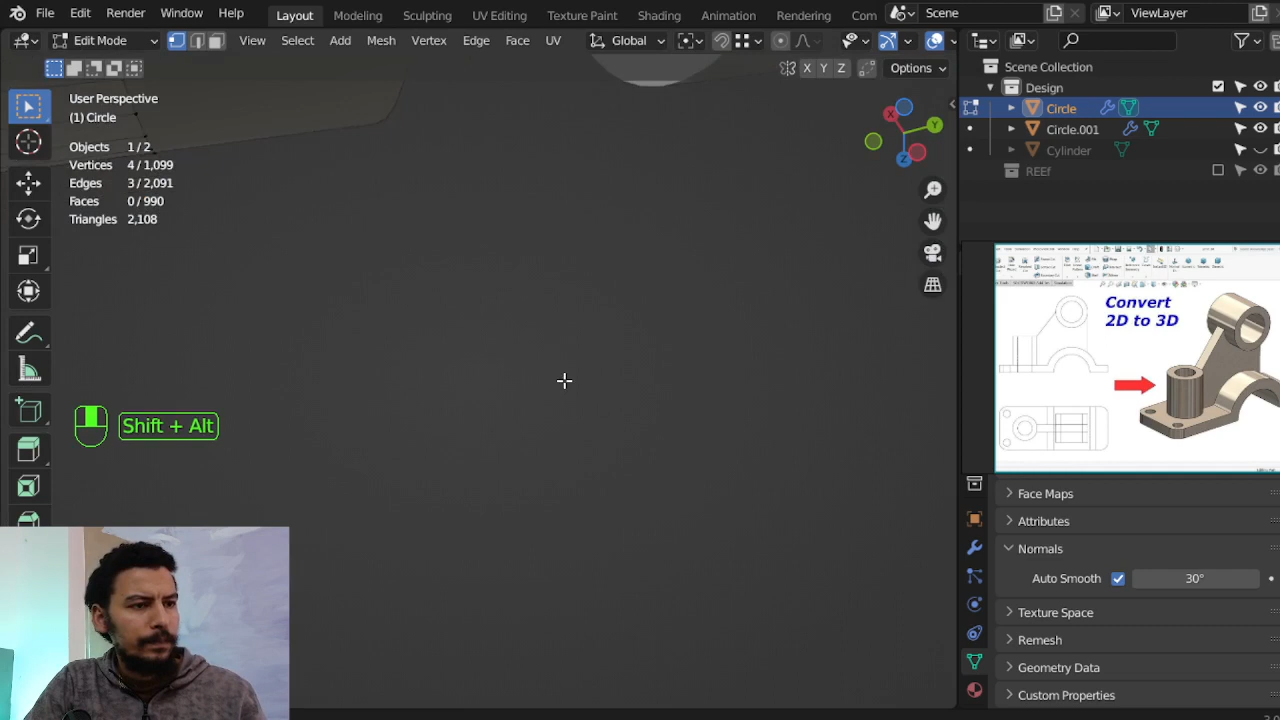 File Edit Render Window Help Layout Modeling Sculpting UV Editing Texture Paint Shading Animation Rendering Com Scene ViewLayer
Edit Mode View Select Add Mesh Vertex Edge Face UV Global
X Y Z Options
User Perspective
(1) Circle
Objects 1/2
Vertices 4/1,099
Edges 3/2,091
Faces 0/990
Triangles 2,108
X
Y
Z
Shift + Alt
Scene Collection
Design
Circle
Circle.001
Cylinder
REEf
Convert
2D to 3D
Face Maps
Attributes
Normals
Auto Smooth 30°
Texture Space
Remesh
Geometry Data
Custom Properties